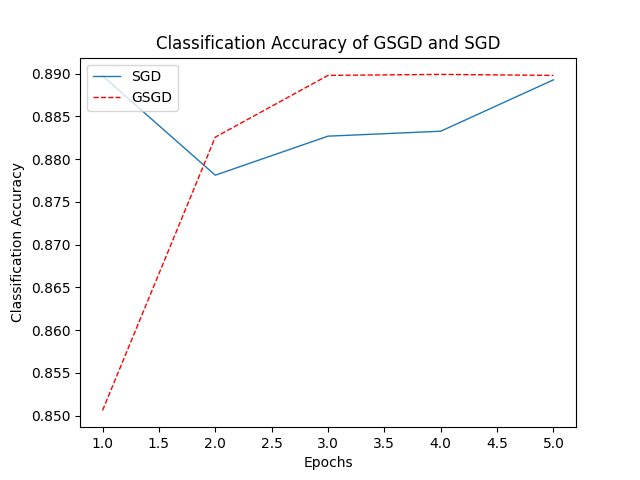 Classification Accuracy of GSGD and SGD
SGD
GSGD
Classification Accuracy
0.890
0.885
0.880
0.875
0.870
0.865
0.860
0.855
0.850
1.0 1.5 2.0 2.5 3.0 3.5 4.0 4.5 5.0
Epochs